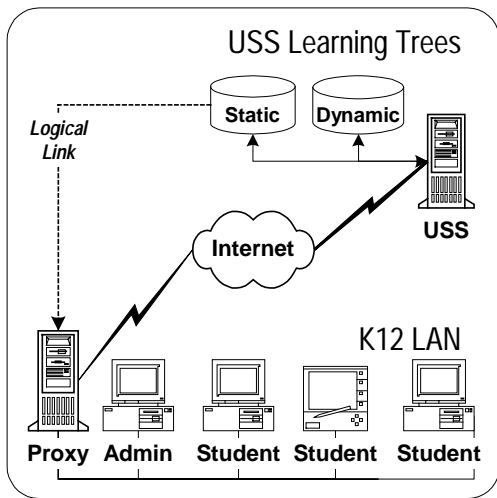 USS Learning Trees
Static
Dynamic
Logical
Link
USS
Internet
K12 LAN
Proxy Admin Student Student Student